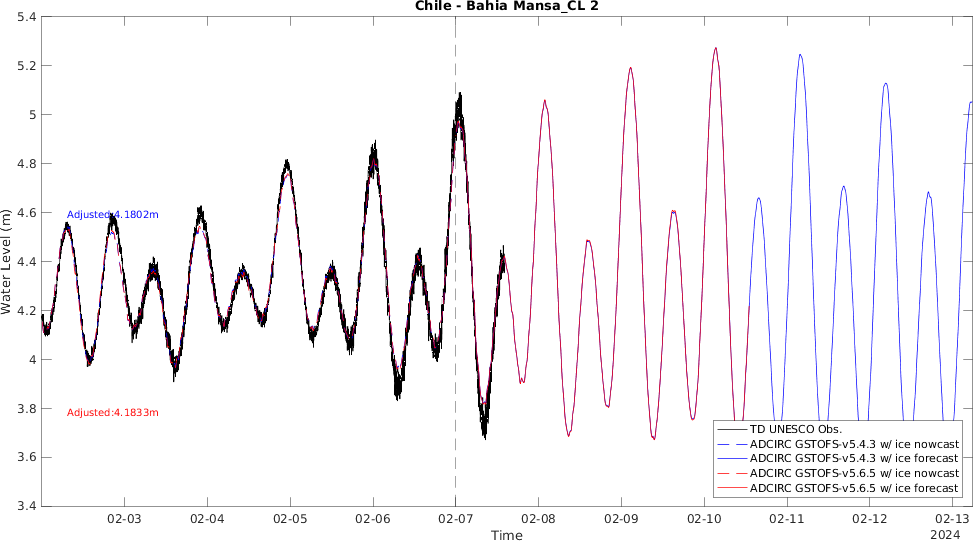 Chile - Bahia Mansa_CL 2
5.4
5.2
5
4.8
4.6
4.4
4.2
4
3.8
3.6
3.4
Water Level (m)
Adjusted:4.1802m
Adjusted:4.1833m
TD UNESCO Obs.
ADCIRC GSTOFS-v5.4.3 w/ ice nowcast
ADCIRC GSTOFS-v5.4.3 w/ ice forecast
ADCIRC GSTOFS-v5.6.5 w/ ice nowcast
ADCIRC GSTOFS-v5.6.5 w/ ice forecast
02-03 02-04 02-05 02-06 02-07 02-08 02-09 02-10 02-11 02-12 02-13
Time 2024